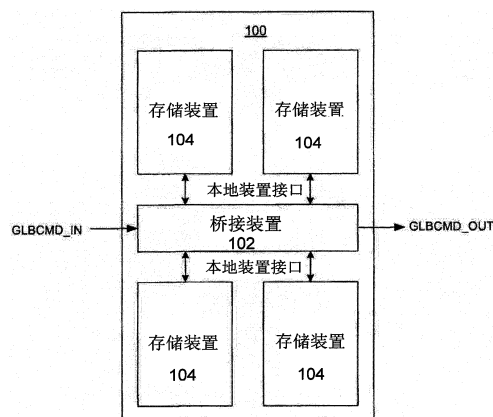 100
存储装置 存储装置
104 104
本地装置接口
GLBCMD_IN 桥接装置 GLBCMD_OUT
102
本地装置接口
存储装置 存储装置
104 104